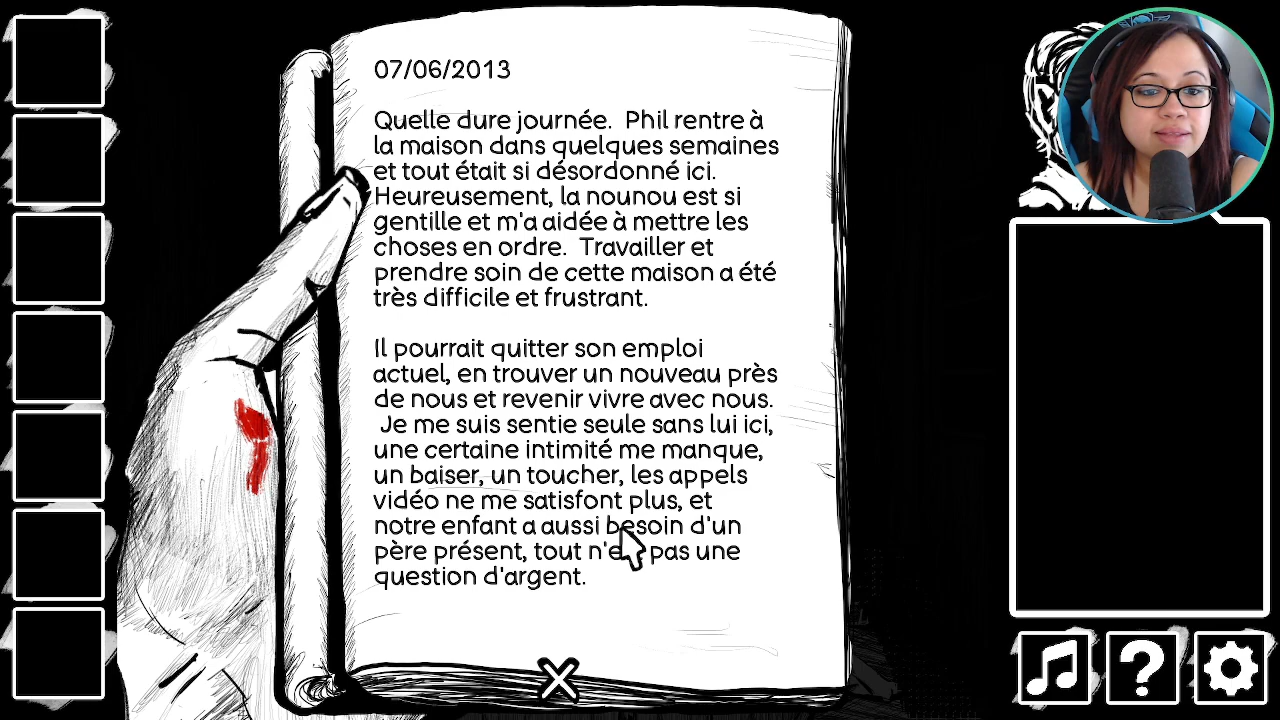 07/06/2013
Quelle dure journée. Phil rentre à
la maison dans quelques semaines
et tout était si désordonné ici.
Heureusement, la nounou est si
gentille et m'a aidée à mettre les
choses en ordre. Travailler et
prendre soin de cette maison a été
très difficile et frustrant.
Il pourrait quitter son emploi
actuel, en trouver un nouveau près
de nous et revenir vivre avec nous.
Je me suis sentie seule sans lui ici,
une certaine intimité me manque,
un baiser, un toucher, les appels
vidéo ne me satisfont plus, et
notre enfant a aussi besoin d'un
père présent, tout pas une
question d'argent.